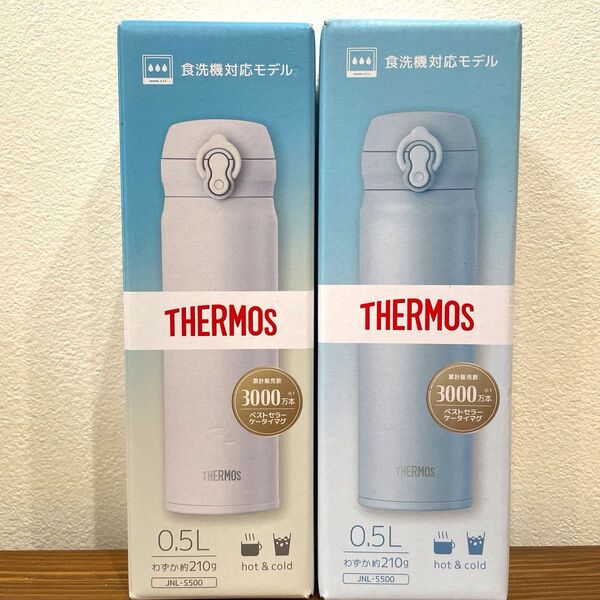 食洗機対応モデル
THERMOS
累計販売数
3000万本
※1
ベストセラー
ケータイマグ
THERMOS
0.5L
わずか約210g
JNL-S500
hot & cold
食洗機対応モデル
THERMOS
累計販売数
3000万本
※1
ベストセラー
ケータイマグ
THERMOS
0.5L
わずか約210g
JNL-S500
hot & cold